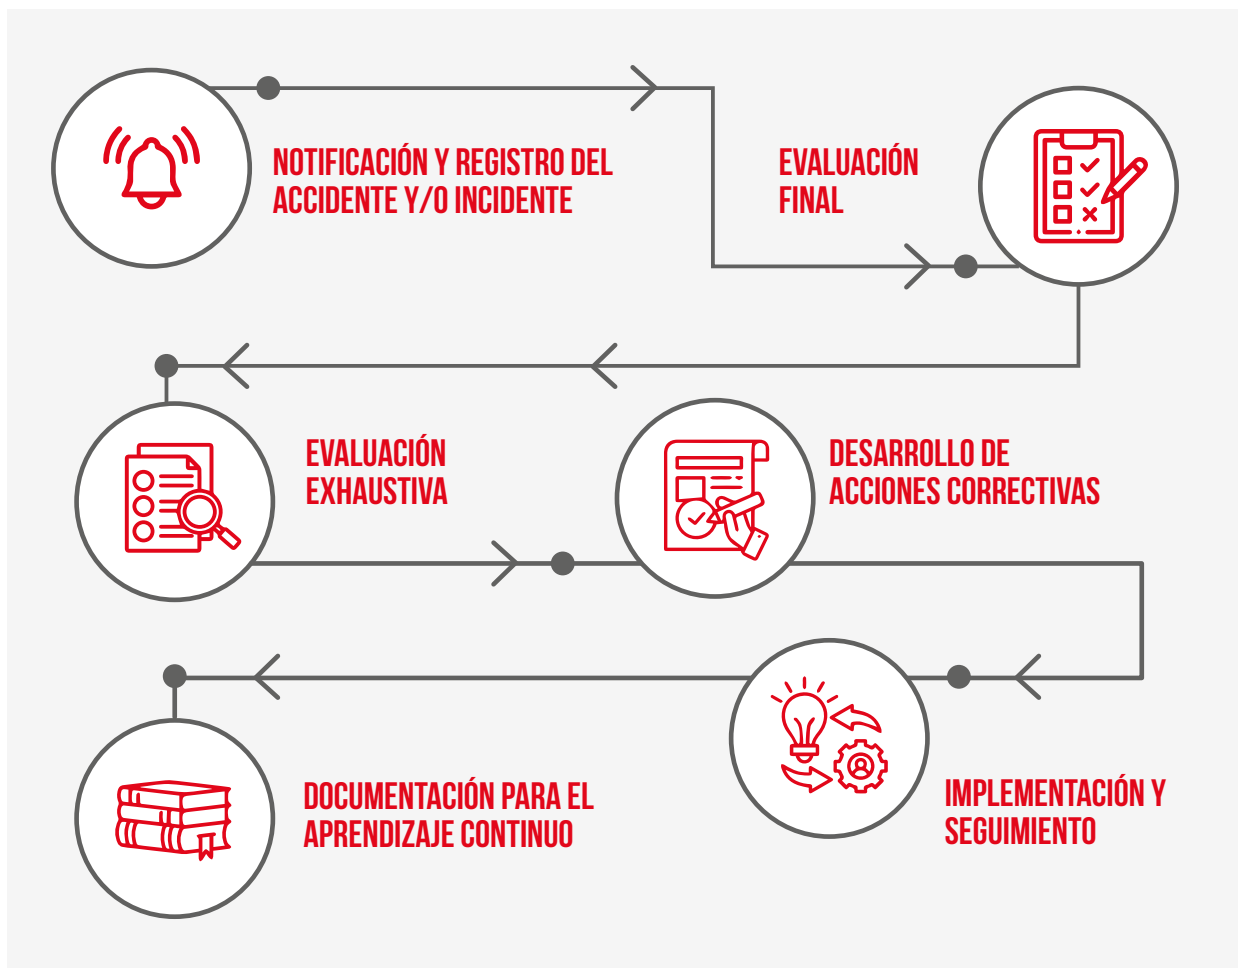 NOTIFICACIÓN Y REGISTRO DEL
ACCIDENTE Y/O INCIDENTE
EVALUACIÓN
FINAL
EVALUACIÓN
EXHAUSTIVA
DESARROLLO DE
ACCIONES CORRECTIVAS
DOCUMENTACIÓN PARA EL
APRENDIZAJE CONTINUO
IMPLEMENTACIÓN Y
SEGUIMIENTO